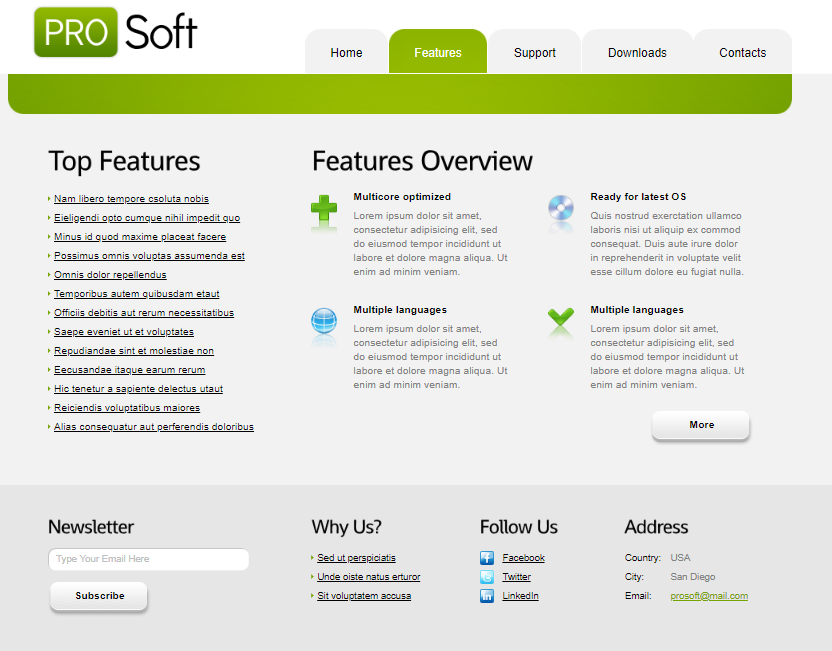 PRO Soft
Home
Features
Support
Downloads
Contacts
Top Features
Nam libero tempore csoluta nobis
Eieligendi opto cumque nihil impedit quo
Minus id quod maxime placeat facere
Possimus omnis voluptas assumenda est
Omnis dolor repellendus
Temporibus autem quibusdam etaut
Officiis debitis aut rerum necessitatibus
Saepe eveniet ut et voluptates
Repudiandae sint et molestiae non
Eecusandae itaque earum rerum
Hic tenetur a sapiente delectus utaut
Reiciendis voluptatibus maiores
Alias consequatur aut perferendis doloribus
Features Overview
Multicore optimized
Lorem ipsum dolor sit amet,
consectetur adipisicing elit, sed
do eiusmod tempor incididunt ut
labore et dolore magna aliqua. Ut
enim ad minim veniam.
Ready for latest OS
Quis nostrud exerctation ullamco
laboris nisi ut aliquip ex commod
consequat. Duis aute irure dolor
in reprehenderit in voluptate velit
esse cillum dolore eu fugiat nulla.
Multiple languages
Lorem ipsum dolor sit amet,
consectetur adipisicing elit, sed
do eiusmod tempor incididunt ut
labore et dolore magna aliqua. Ut
enim ad minim veniam.
Multiple languages
Lorem ipsum dolor sit amet,
consectetur adipisicing elit, sed
do eiusmod tempor incididunt ut
labore et dolore magna aliqua. Ut
enim ad minim veniam.
More
Newsletter
Type Your Email Here
Subscribe
Why Us?
Sed ut perspiciatis
Unde oiste natus erturor
Sit voluptatem accusa
Follow Us
Facebook
Twitter
LinkedIn
Address
Country: USA
City: San Diego
Email: prosoft@mail.com